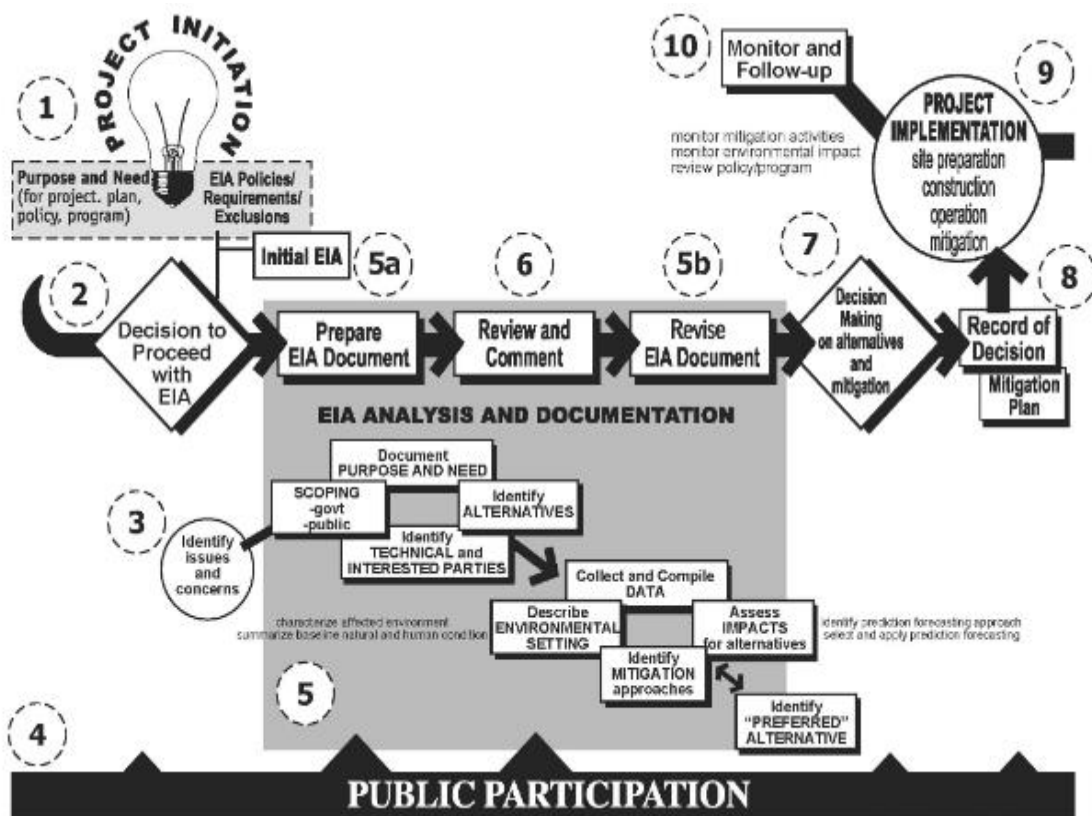 1
PROJECT INITIATION
Purpose and Need
(for project. plan,
policy, program)
EIA Policies/
Requirements/
Exclusions
Initial EIA
2
Decision to
Proceed
with
EIA
5a
Prepare
EIA Document
6
Review and
Comment
5b
Revise
EIA Document
7
Decision
Making
on alternatives
and
mitigation
8
Record of
Decision
Mitigation
Plan
9
PROJECT
IMPLEMENTATION
site preparation
construction
operation
mitigation
10
Monitor and
Follow-up
monitor mitigation activities
monitor environmental impact
review policy/program
EIA ANALYSIS AND DOCUMENTATION
Document
PURPOSE AND NEED
SCOPING
-govt
-public
Identify
ALTERNATIVES
Identify
TECHNICAL and
INTERESTED PARTIES
3
Identify
issues
and
concerns
Collect and Compile
DATA
Describe
ENVIRONMENTAL
SETTING
Assess
IMPACTS
for alternatives
Identify
MITIGATION
approaches
characterize affected environment
summarize baseline natural and human condition
identify prediction forecasting approach
select and apply prediction forecasting
5
Identify
"PREFERRED"
ALTERNATIVE
4
PUBLIC PARTICIPATION